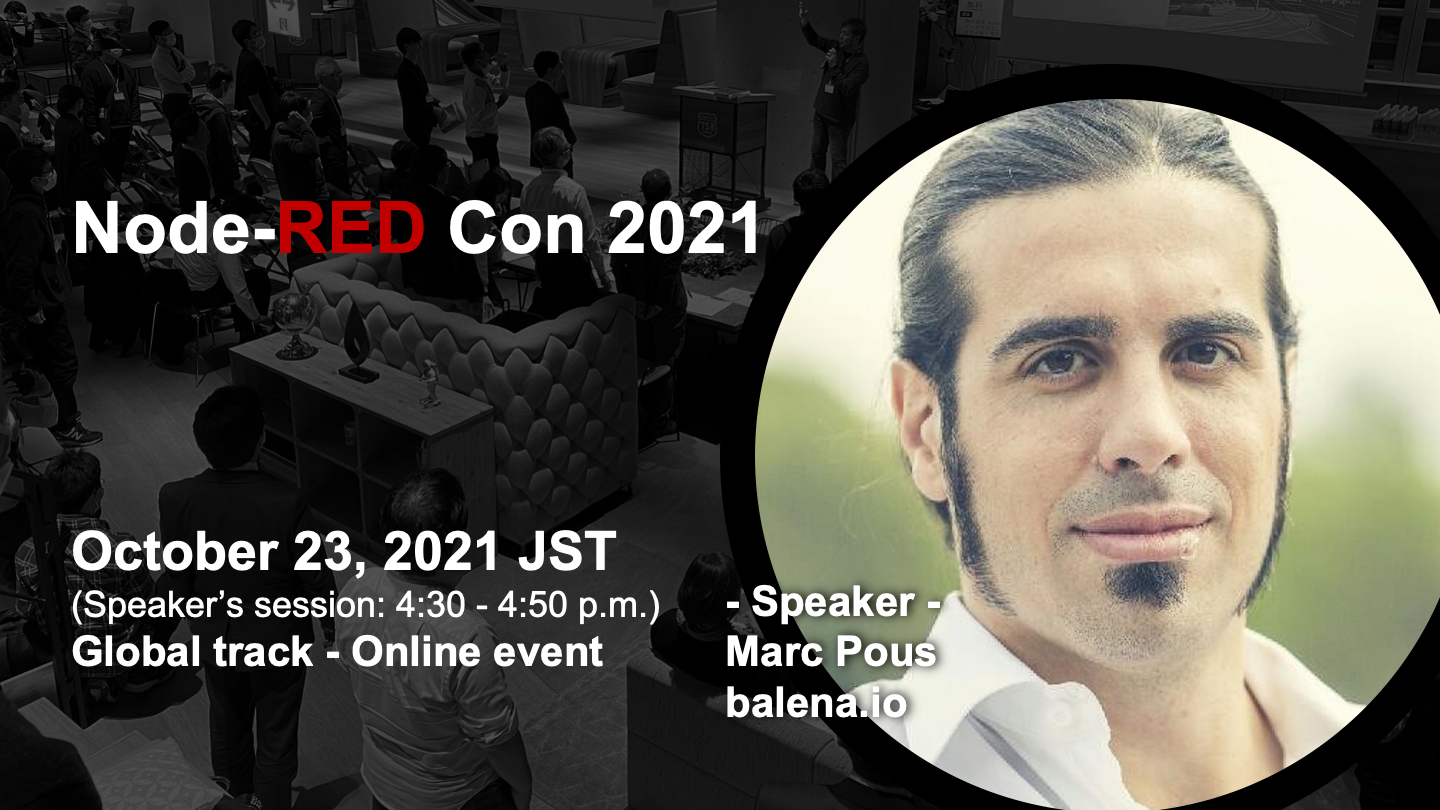 Node-RED Con 2021
October 23, 2021 JST
(Speaker’s session: 4:30 - 4:50 p.m.)
Global track - Online event
- Speaker -
Marc Pous
balena.io